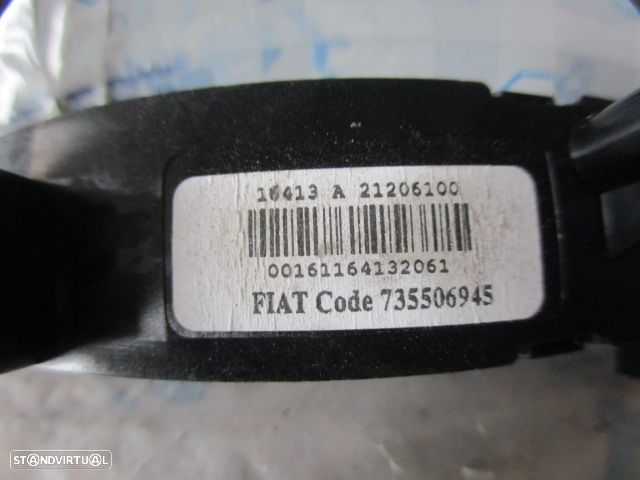 16413 A 21206100
00161164132061
FIAT Code 735506945
STANDVIRTUAL